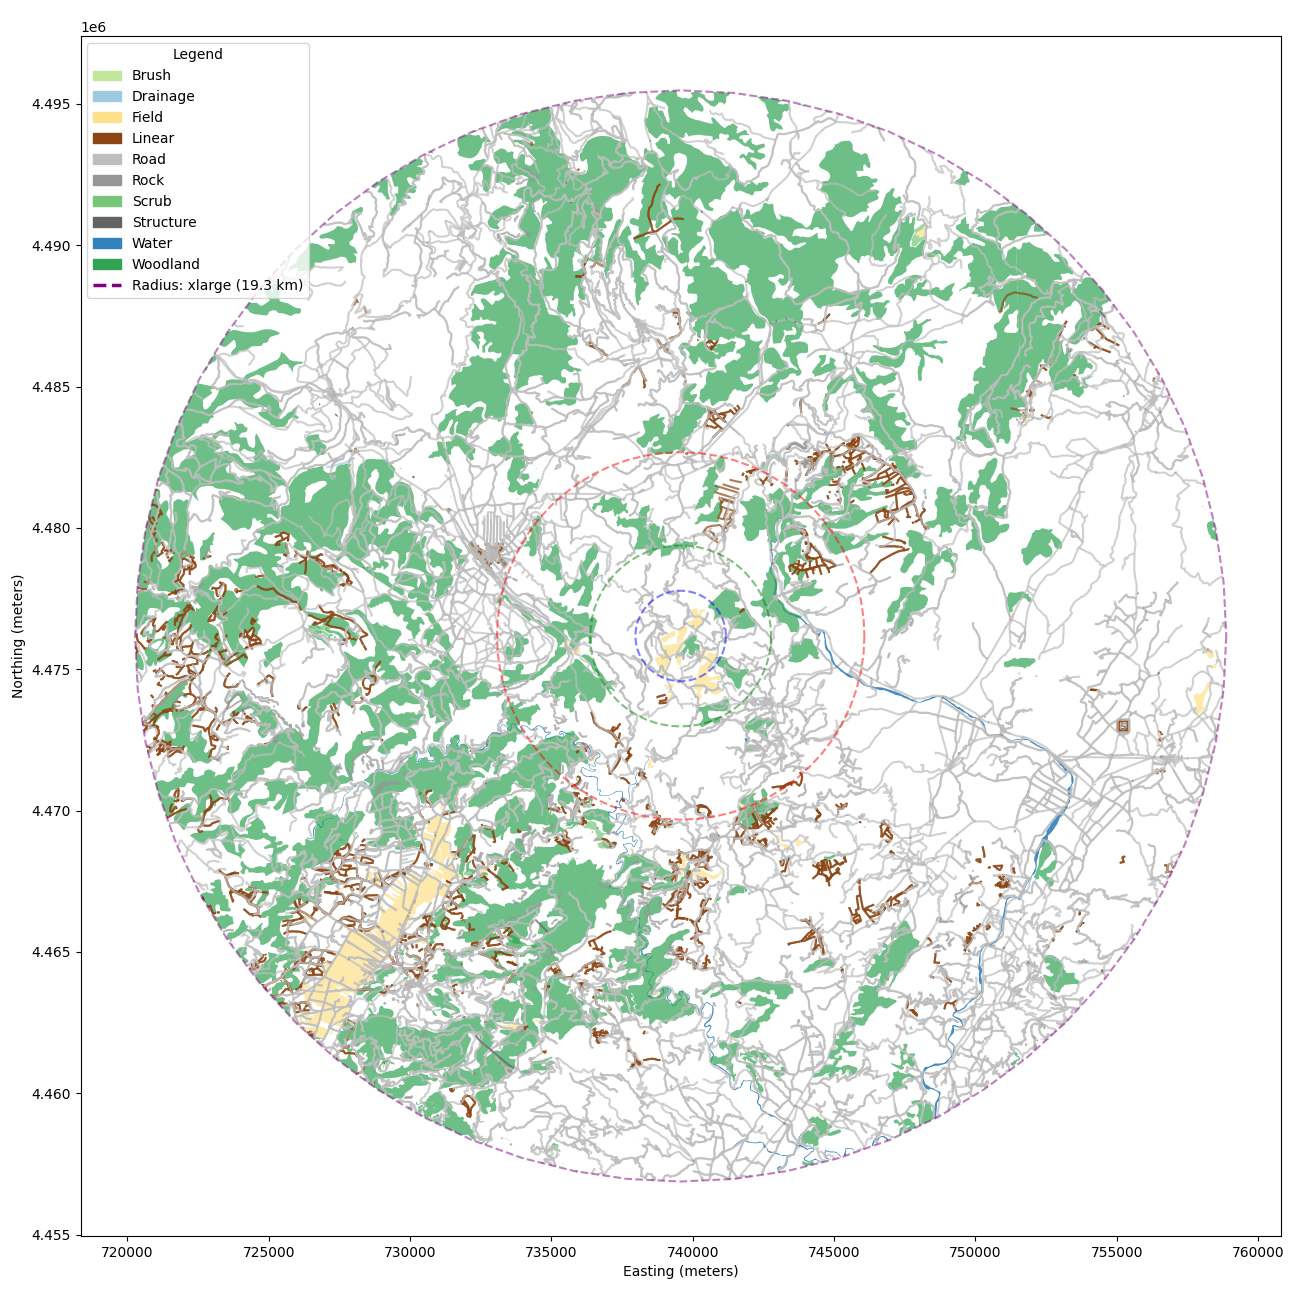 1e6
Legend
Brush
Drainage
Field
Linear
Road
Rock
Scrub
Structure
Water
Woodland
Radius: xlarge (19.3 km)
4.495
4.490
4.485
4.480
4.475
4.470
4.465
4.460
4.455
Northing (meters)
720000 725000 730000 735000 740000 745000 750000 755000 760000
Easting (meters)